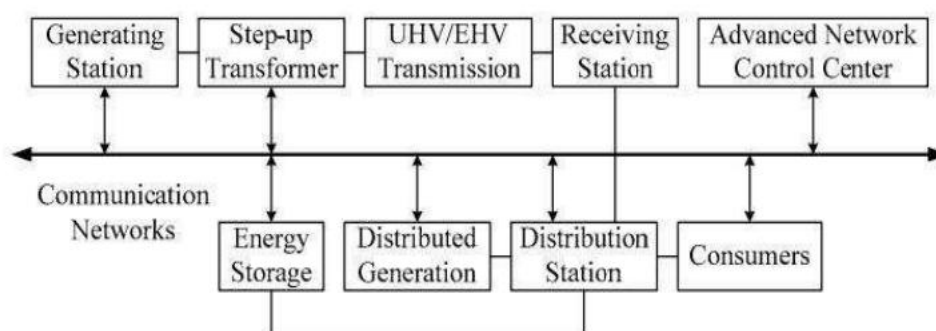 Generating
Station
Step-up
Transformer
UHV/EHV
Transmission
Receiving
Station
Advanced Network
Control Center
Communication
Networks
Energy
Storage
Distributed
Generation
Distribution
Station
Consumers